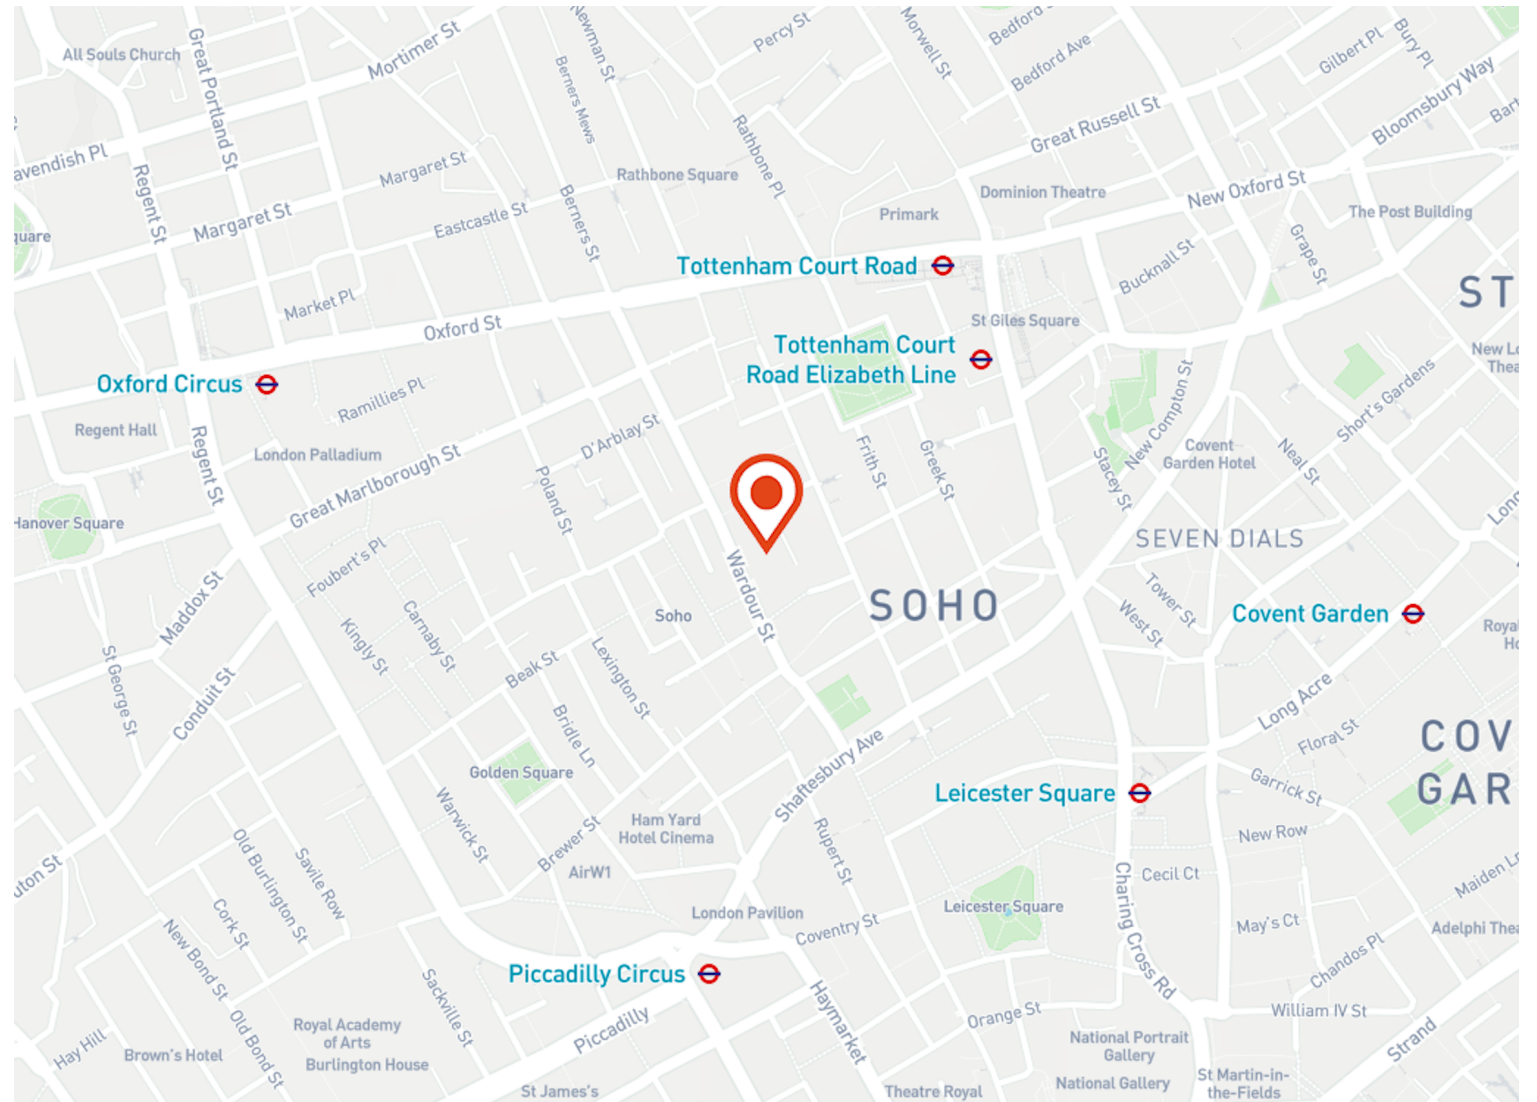 All Souls Church
Great Portland St
Mortimer St
Newman St
Berners Mews
Percy St
Morwell St
Bedford Ave
Gilbert Pl
Bury Pl
Bloomsbury Way
Great Russell St
Rathbone Pl
Regent St
Margaret St
Rathbone Square
Dominion Theatre
New Oxford St
Primark
The Post Building
Margaret St
Eastcastle St
Berners St
Grape St
Bucknall St
Tottenham Court Road
Market Pl
Oxford St
St Giles Square
Tottenham Court
Road Elizabeth Line
Oxford Circus
Ramillies Pl
Regent Hall
London Palladium
Regent St
Great Marlborough St
D'Arblay St
Poland St
Frith St
Greek St
Stacey St
New Compton St
Covent
Garden Hotel
Neal St
Short's Gardens
Hanover Square
SEVEN DIALS
Foubert's Pl
Maddox St
Kingly St
Carnaby St
Wardour St
SOHO
Soho
Tower St
West St
Covent Garden
St George St
Conduit St
Beak St
Lexington St
Bridle Ln
Long Acre
Floral St
Golden Square
Shaftesbury Ave
Leicester Square
Garrick St
Warwick St
Brewer St
Ham Yard
Hotel Cinema
AirW1
Rupert St
New Row
Cecil Ct
Charing Cross Rd
Old Burlington St
Savile Row
Cork St
New Bond St
London Pavilion
Coventry St
Leicester Square
May's Ct
Chandos Pl
Piccadilly Circus
Sackville St
Haymarket
Orange St
William IV St
Strand
Hay Hill
Brown's Hotel
Old Bond St
Royal Academy
of Arts
Burlington House
Piccadilly
St James's
Theatre Royal
National Portrait
Gallery
National Gallery
St Martin-in-
the-Fields